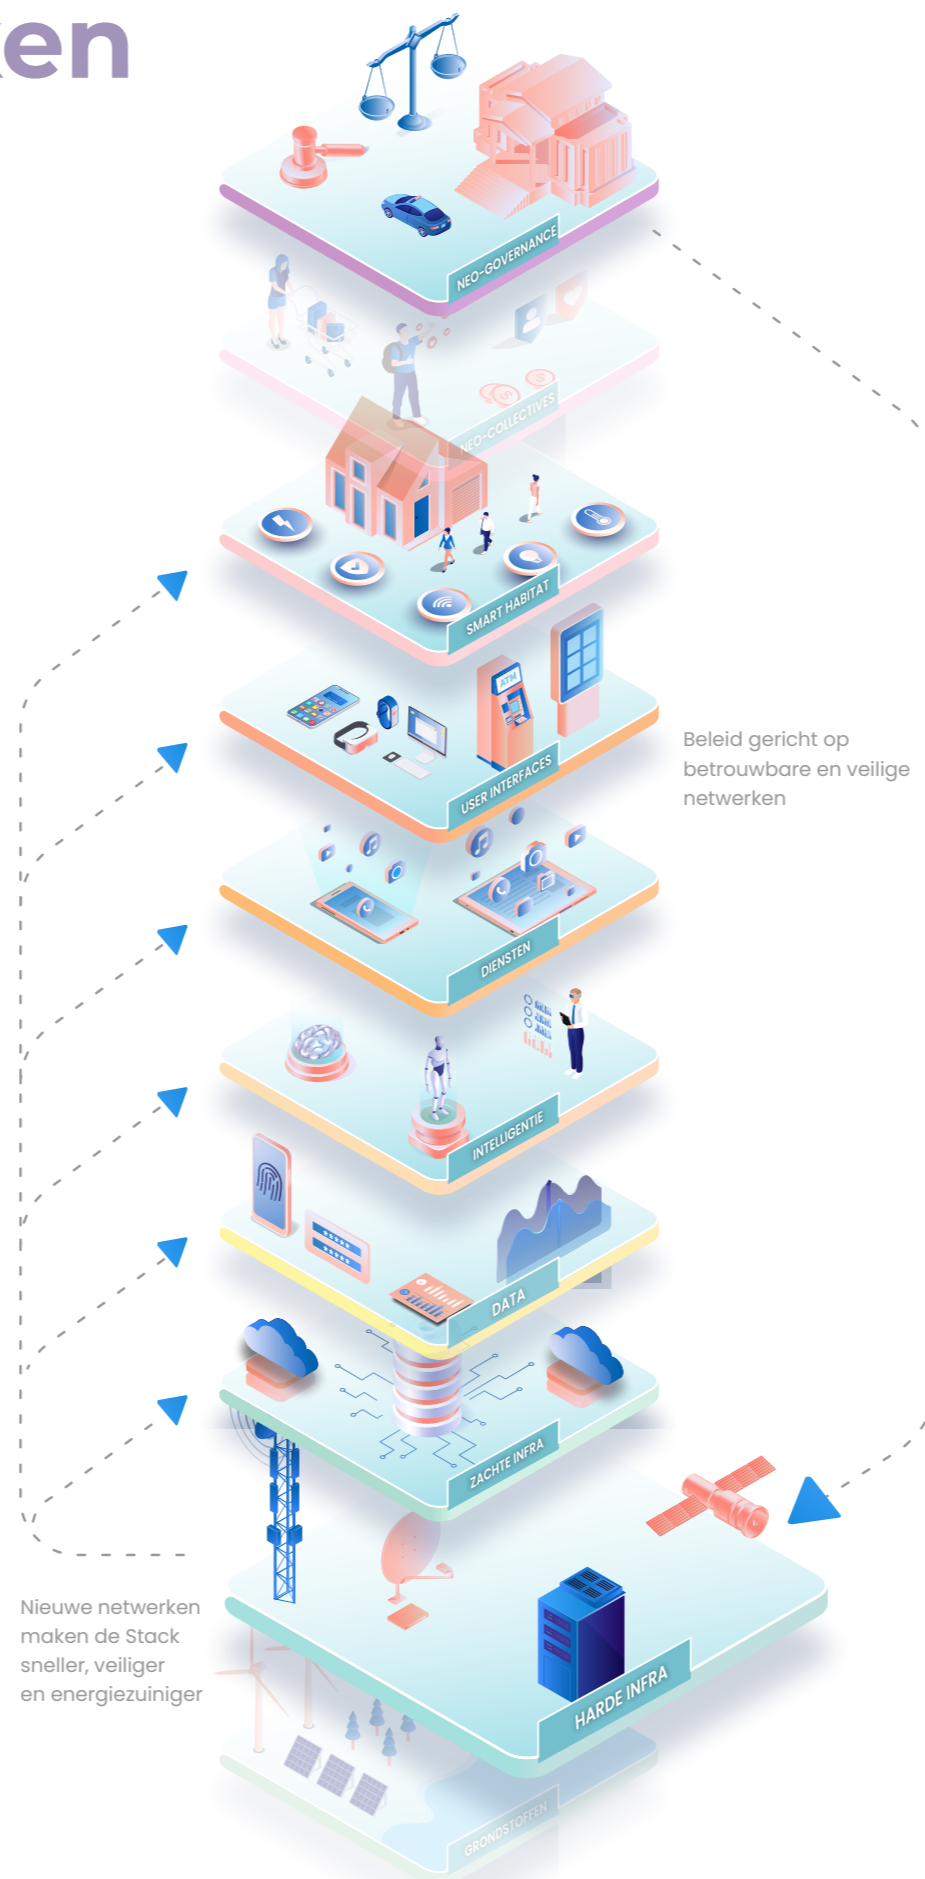 ken
NEO-GOVERNANCE
NEO-COLLECTIVES
SMART HABITAT
ATM
USER INTERFACES
Beleid gericht op
betrouwbare en veilige
netwerken
DIENSTEN
INTELLIGENTIE
DATA
ZACHTE INFRA
HARDE INFRA
Nieuwe netwerken
maken de Stack
sneller, veiliger
en energiezuiniger
GRONDSTOFFEN